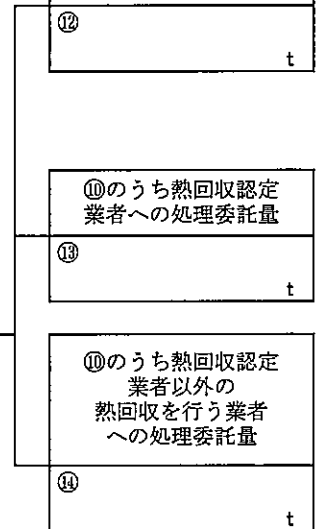 ⑫
t
⑩のうち熱回収認定
業者への処理委託量
⑬
t
⑩のうち熱回収認定
業者以外の
熱回収を行う業者
への処理委託量
⑭
t